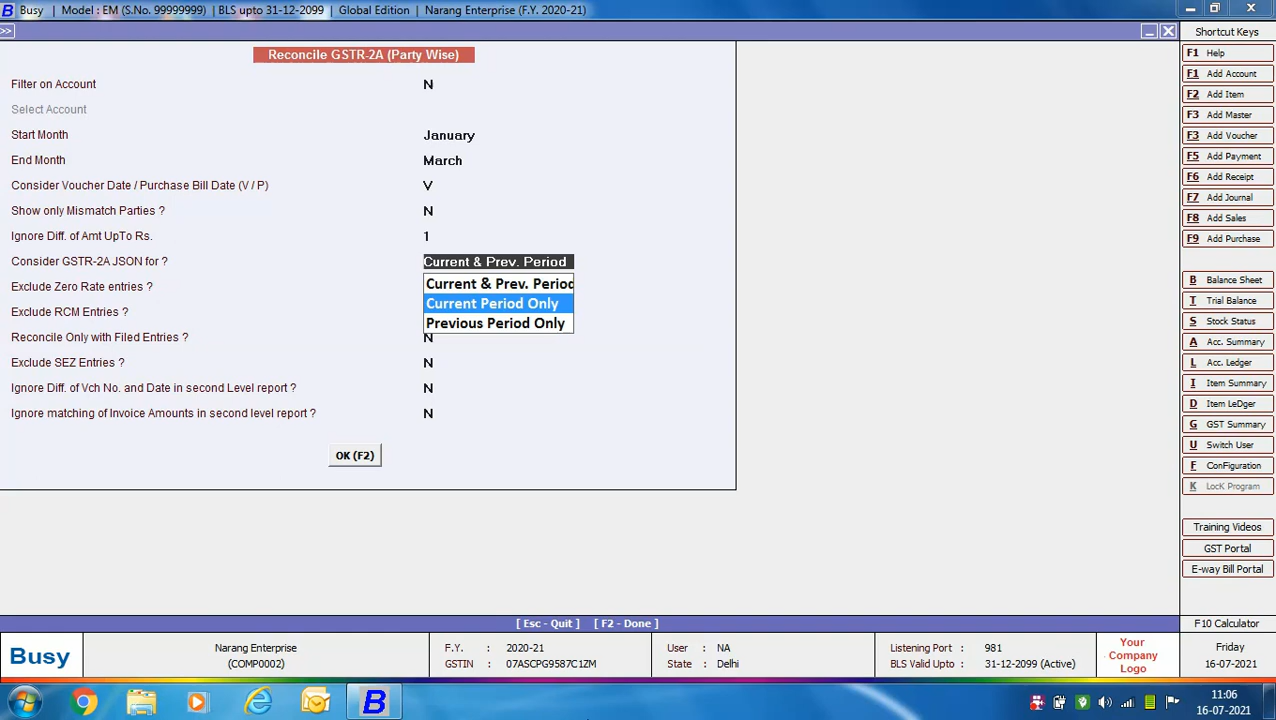 Busy Model : EM (S.No. 99999999) BLS upto 31-12-2099 Global Edition Narang Enterprise (F.Y. 2020-21)
>>
Reconcile GSTR-2A (Party Wise)
Filter on Account N
Select Account
Start Month January
End Month March
Consider Voucher Date / Purchase Bill Date (V / P) V
Show only Mismatch Parties ? N
Ignore Diff. of Amt UpTo Rs. 1
Consider GSTR-2A JSON for ? Current & Prev. Period
Current & Prev. Period
Current Period Only
Previous Period Only
Exclude Zero Rate entries ?
Exclude RCM Entries ?
Reconcile Only with Filed Entries ? N
Exclude SEZ Entries ? N
Ignore Diff. of Vch No. and Date in second Level report ? N
Ignore matching of Invoice Amounts in second level report ? N
OK (F2)
Shortcut Keys
F1 Help
F1 Add Account
F2 Add Item
F3 Add Master
F3 Add Voucher
F5 Add Payment
F6 Add Receipt
F7 Add Journal
F8 Add Sales
F9 Add Purchase
B Balance Sheet
T Trial Balance
S Stock Status
A Acc. Summary
L Acc. Ledger
I Item Summary
D Item LeDger
G GST Summary
U Switch User
F ConFiguration
K LocK Program
Training Videos
GST Portal
E-way Bill Portal
[ Esc - Quit ] [ F2 - Done ]
F10 Calculator
Busy
Narang Enterprise
(COMP0002)
F.Y. : 2020-21
GSTIN : 07ASCPG9587C1ZM
User : NA
State : Delhi
Listening Port : 981
BLS Valid Upto : 31-12-2099 (Active)
Your
Company
Logo
Friday
16-07-2021
11:06
16-07-2021